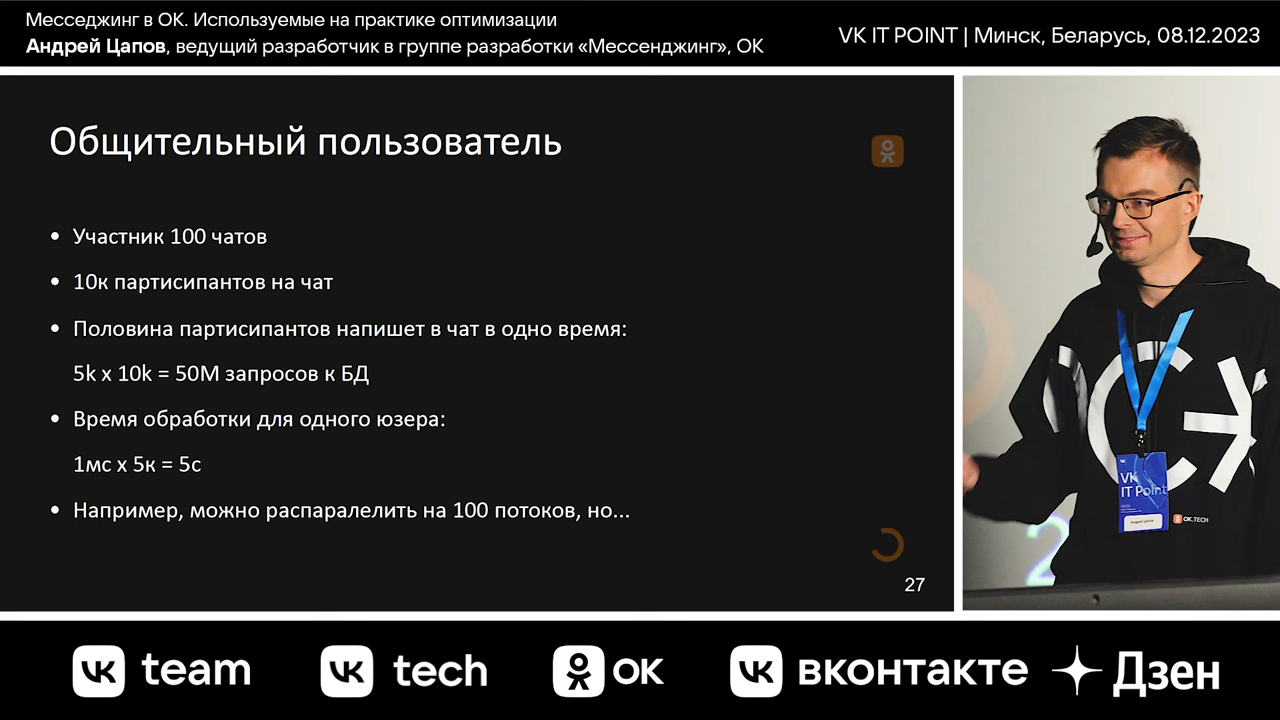 Месседжинг в ОК. Используемые на практике оптимизации
Андрей Цапов, ведущий разработчик в группе разработки «Мессенджинг», ОК
VK IT POINT | Минск, Беларусь, 08.12.2023
Общительный пользователь
• Участник 100 чатов
• 10к партисипантов на чат
• Половина партисипантов напишет в чат в одно время:
5k x 10k = 50M запросов к БД
• Время обработки для одного юзера:
1мс x 5к = 5с
• Например, можно распаралелить на 100 потоков, но...
27
VK
IT Point
Андрей Цапов
OK.TECH
team
tech
ок
вконтакте
Дзен